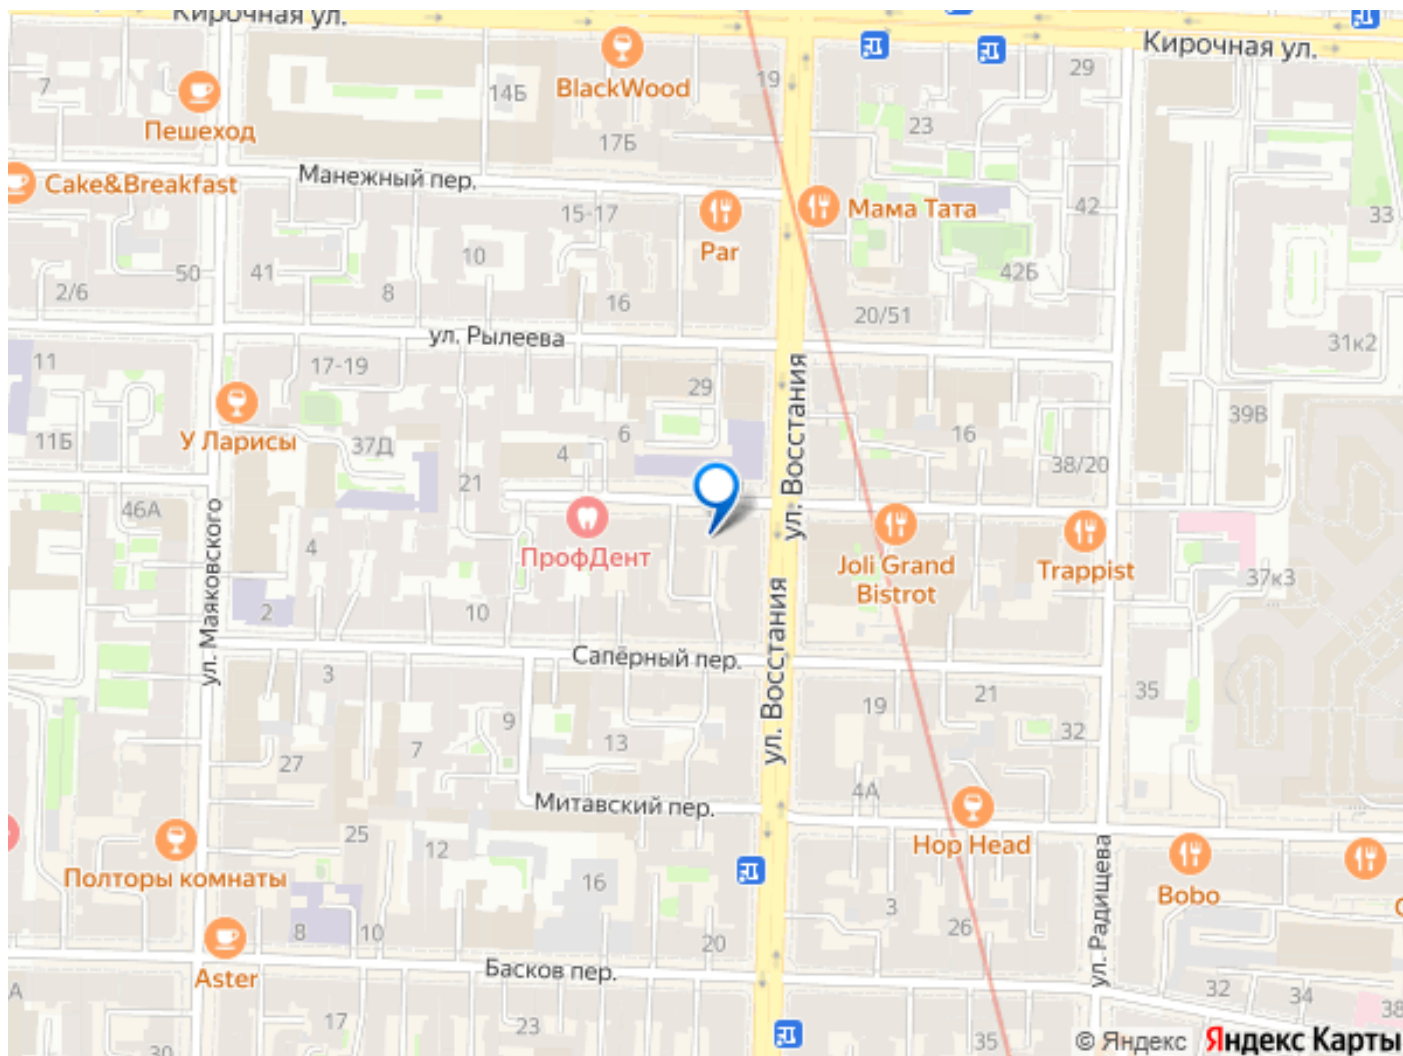 Кирочная ул.
Кирочная ул.
7
Пешеход
14Б
BlackWood
17Б
19
29
23
Cake&Breakfast
Манежный пер.
15-17
Par
Мама Тата
42
33
50
41
10
2/6
8
16
42Б
20/51
ул. Рылеева
31к2
11
17-19
29
ул. Восстания
39В
У Ларисы
11Б
37Д
6
4
16
38/20
21
46А
ПрофДент
Joli Grand
Bistrot
Trappist
37к3
4
2
10
ул. Маяковского
Сапёрный пер.
ул. Восстания
3
9
7
13
27
19
21
32
35
4А
Митавский пер.
Hop Head
25
12
16
Полторы комнаты
Bobo
ул. Радищева
3
26
8
10
20
Aster
Басков пер.
А
17
23
30
32
34
38
35
© Яндекс Яндекс Карты